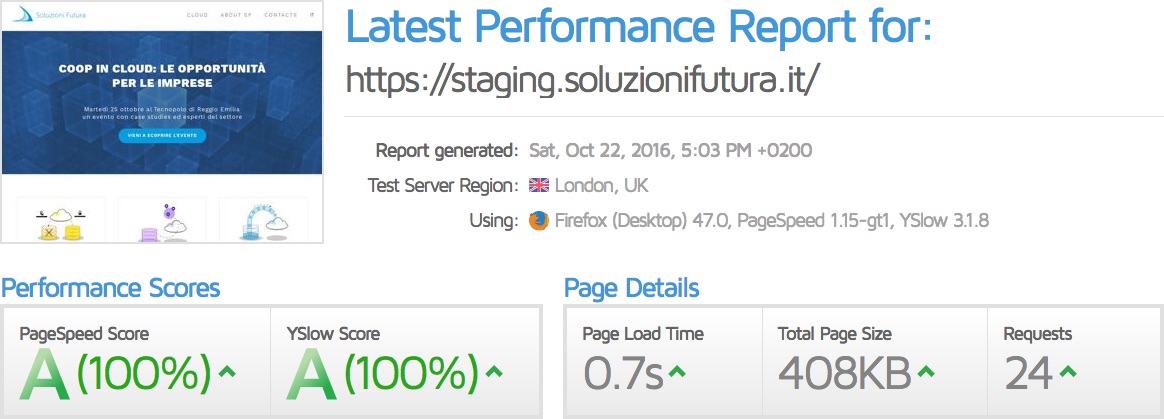 Soluzioni Futura
CLOUD ABOUT SF CONTACTS IT
COOP IN CLOUD: LE OPPORTUNITÀ
PER LE IMPRESE
Martedì 25 ottobre al Tecnopolo di Reggio Emilia
un evento con case studies ed esperti del settore
VIENI A SCOPRIRE L'EVENTO
Latest Performance Report for:
https://staging.soluzionifutura.it/
Report generated: Sat, Oct 22, 2016, 5:03 PM +0200
Test Server Region: London, UK
Using: Firefox (Desktop) 47.0, PageSpeed 1.15-gt1, YSlow 3.1.8
Performance Scores
PageSpeed Score YSlow Score
A (100%) A (100%)
Page Details
Page Load Time Total Page Size Requests
0.7s 408KB 24